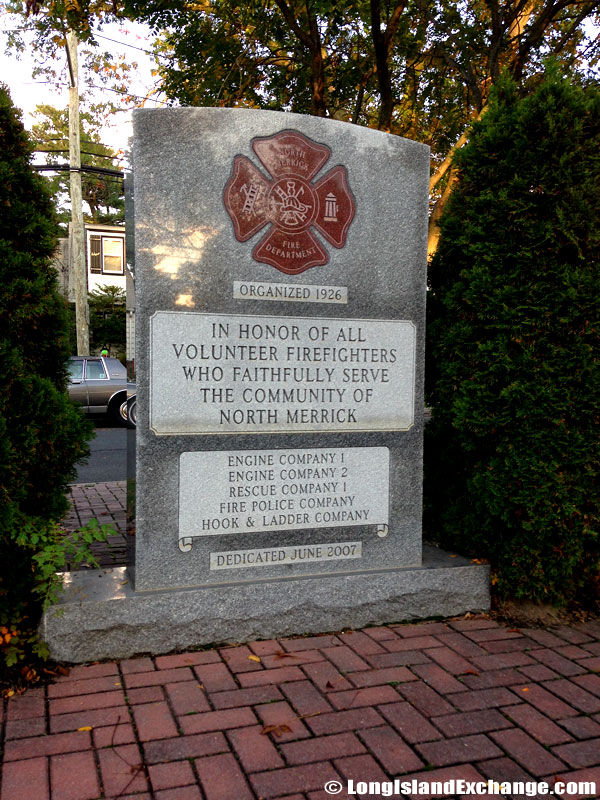 NORTH
MERRICK
FIRE
DEPARTMENT
ORGANIZED 1926
IN HONOR OF ALL
VOLUNTEER FIREFIGHTERS
WHO FAITHFULLY SERVE
THE COMMUNITY OF
NORTH MERRICK
ENGINE COMPANY 1
ENGINE COMPANY 2
RESCUE COMPANY 1
FIRE POLICE COMPANY
HOOK & LADDER COMPANY
DEDICATED JUNE 2007
© LongIslandExchange.com